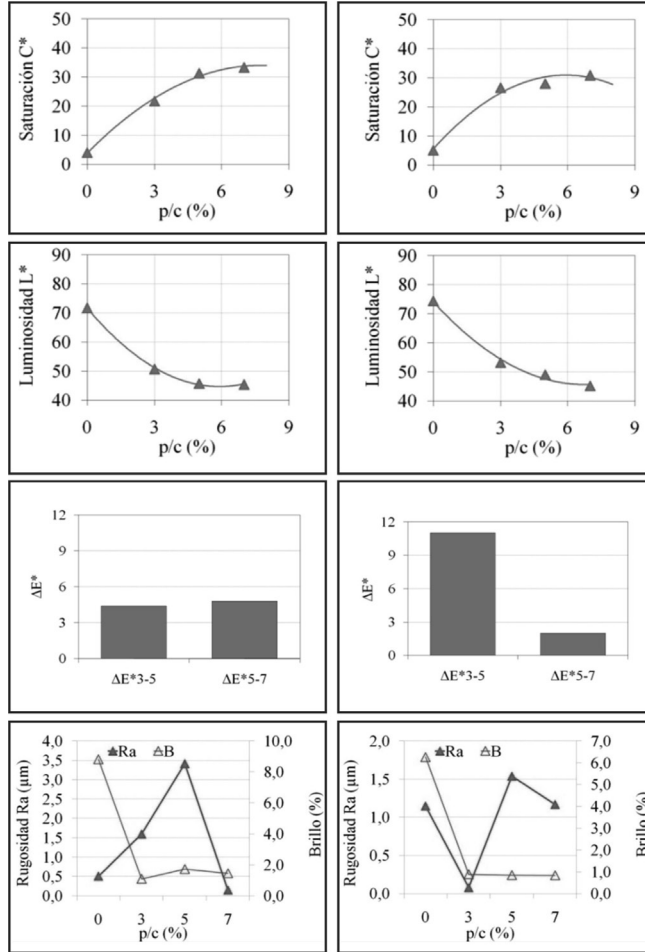 Saturación C*
50
40
30
20
10
0
0 3 6 9
p/c (%)
Saturación C*
50
40
30
20
10
0
0 3 6 9
p/c (%)
Luminosidad L*
90
80
70
60
50
40
0 3 6 9
p/c (%)
Luminosidad L*
90
80
70
60
50
40
0 3 6 9
p/c (%)
ΔE*
12
9
6
3
0
ΔE*3-5 ΔE*5-7
ΔE*
12
9
6
3
0
ΔE*3-5 ΔE*5-7
Rugosidad Ra (μm)
4,0
3,5
3,0
2,5
2,0
1,5
1,0
0,5
0,0
Ra B
10,0
8,0
6,0
4,0
2,0
0,0
Brillo (%)
0 3 5 7
p/c (%)
Rugosidad Ra (μm)
2,0
1,5
1,0
0,5
0,0
Ra B
7,0
6,0
5,0
4,0
3,0
2,0
1,0
0,0
Brillo (%)
0 3 5 7
p/c (%)